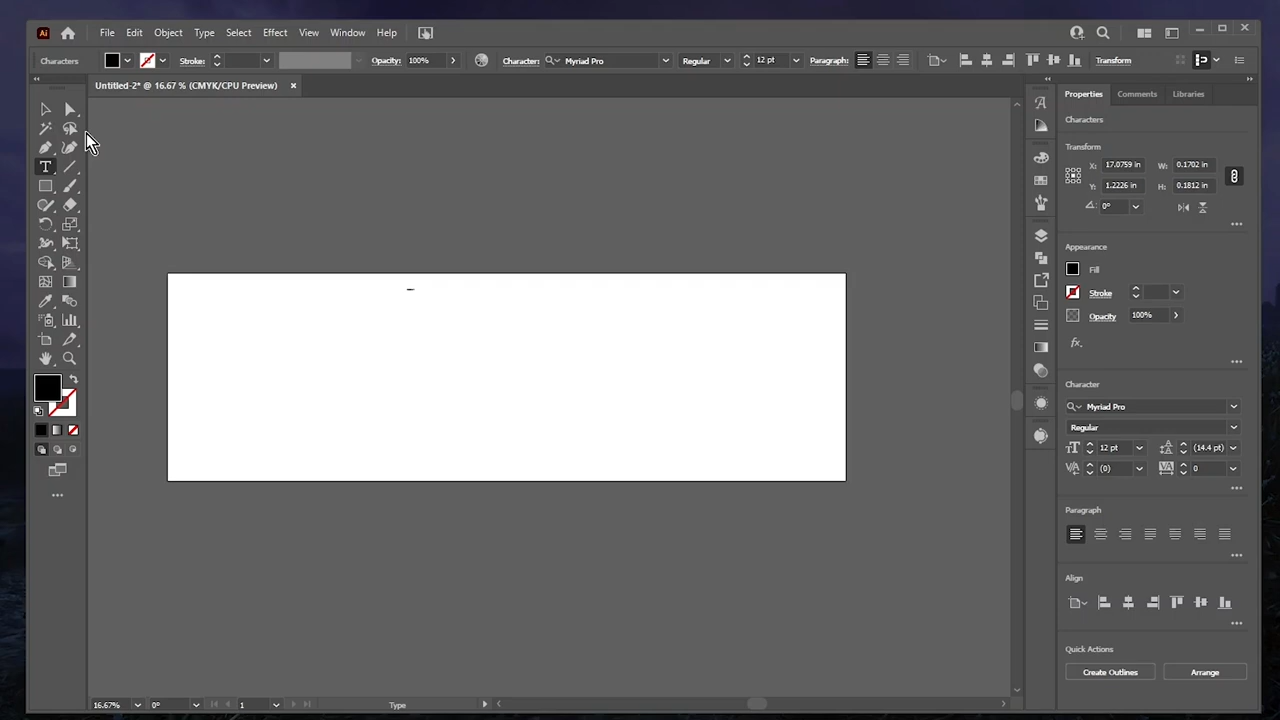 Ai File Edit Object Type Select Effect View Window Help
Characters Stroke: Opacity: 100% Character: Myriad Pro Regular 12 pt Paragraph: Transform
Untitled-2* @ 16.67 % (CMYK/CPU Preview) ×
Properties Comments Libraries
Characters
Transform
X: 17.0759 in W: 0.1702 in
Y: 1.2226 in H: 0.1812 in
0°
Appearance
Fill
Stroke
Opacity 100%
fx.
Character
Myriad Pro
Regular
12 pt (14.4 pt)
(0) 0
Paragraph
Align
Quick Actions
Create Outlines Arrange
16.67% 0° 1 Type